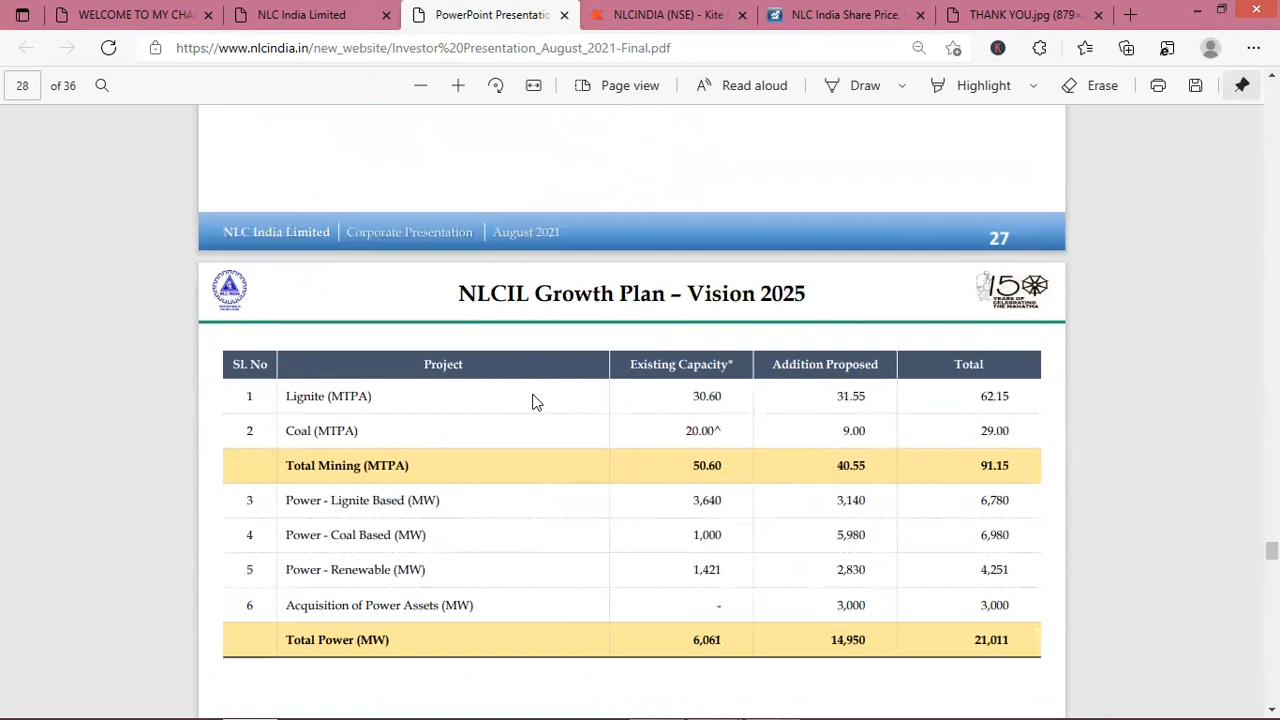 WELCOME TO MY CHA
NLC India Limited
PowerPoint Presentatio
NLCINDIA (NSE) - Kite
NLC India Share Price,
THANK YOU.jpg (879×
https://www.nlcindia.in/new_website/Investor%20Presentation_August_2021-Final.pdf
28 of 36
Page view
Read aloud
Draw
Highlight
Erase
NLC India Limited Corporate Presentation August 2021
27
NLCIL Growth Plan – Vision 2025
150
YEARS OF
CELEBRATING
THE MAHATMA
Sl. No Project Existing Capacity* Addition Proposed Total
1 Lignite (MTPA) 30.60 31.55 62.15
2 Coal (MTPA) 20.00^ 9.00 29.00
Total Mining (MTPA) 50.60 40.55 91.15
3 Power - Lignite Based (MW) 3,640 3,140 6,780
4 Power - Coal Based (MW) 1,000 5,980 6,980
5 Power - Renewable (MW) 1,421 2,830 4,251
6 Acquisition of Power Assets (MW) - 3,000 3,000
Total Power (MW) 6,061 14,950 21,011